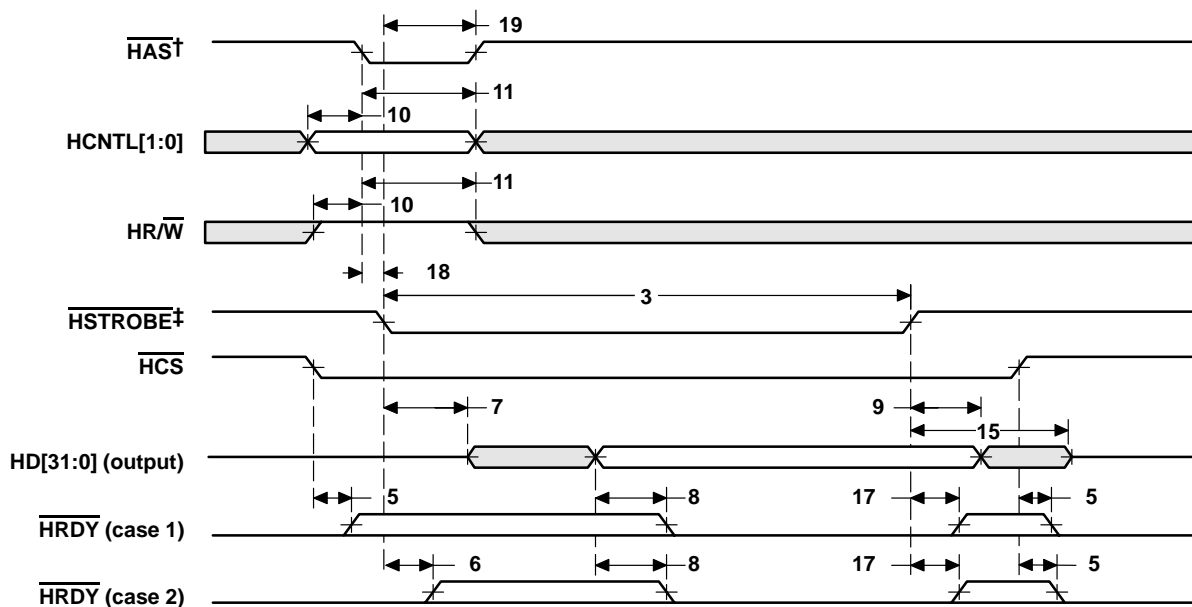 19
HAS†
11
10
HCNTL[1:0]
11
10
HR/W
18
3
HSTROBE‡
HCS
7
9
15
HD[31:0] (output)
5
8
17
5
HRDY (case 1)
6
8
17
5
HRDY (case 2)